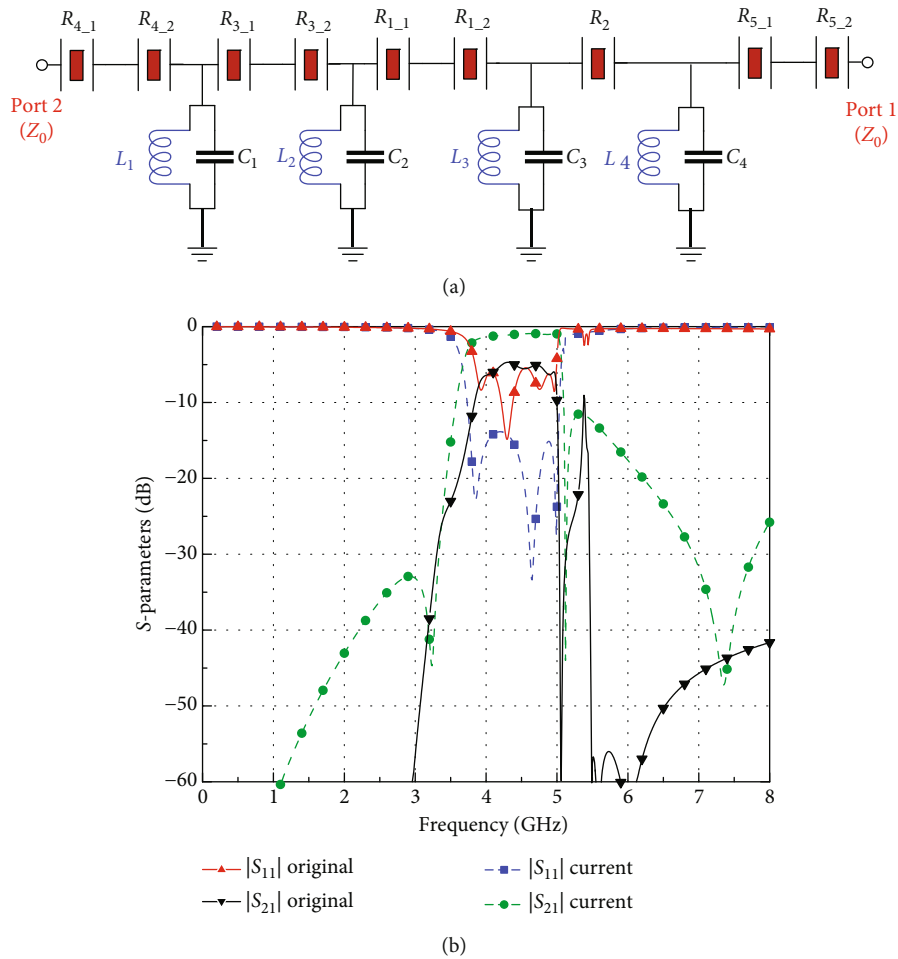 R4_1 R4_2 R3_1 R3_2 R1_1 R1_2 R2 R5_1 R5_2
Port 2
(Z0)
Port 1
(Z0)
L1 C1 L2 C2 L3 C3 L4 C4
(a)
S-parameters (dB)
0
−10
−20
−30
−40
−50
−60
0 1 2 3 4 5 6 7 8
Frequency (GHz)
|S11| original
|S21| original
|S11| current
|S21| current
(b)